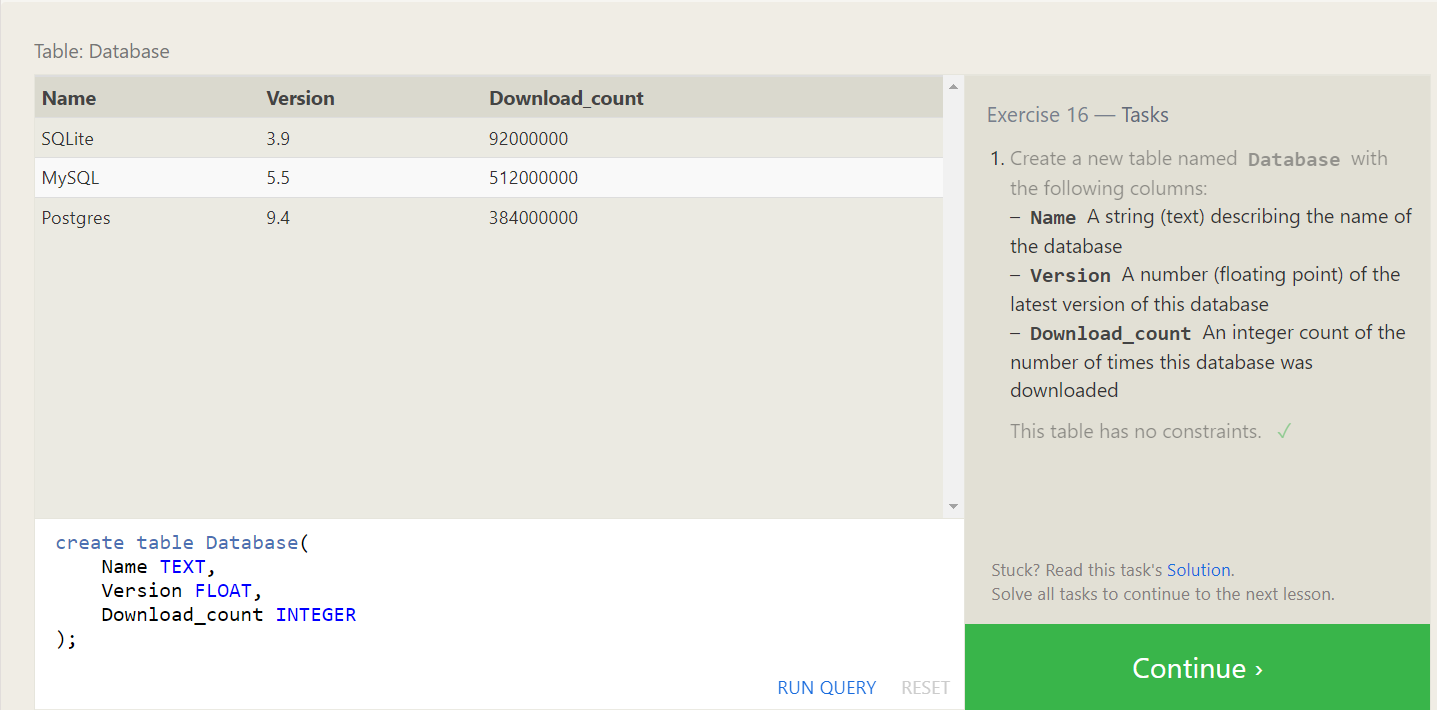 Table: Database
Name Version Download_count
SQLite 3.9 92000000
MySQL 5.5 512000000
Postgres 9.4 384000000
create table Database(
    Name TEXT,
    Version FLOAT,
    Download_count INTEGER
);
RUN QUERY RESET
Exercise 16 — Tasks
1. Create a new table named Database with
the following columns:
– Name A string (text) describing the name of
the database
– Version A number (floating point) of the
latest version of this database
– Download_count An integer count of the
number of times this database was
downloaded
This table has no constraints. ✓
Stuck? Read this task's Solution.
Solve all tasks to continue to the next lesson.
Continue ›